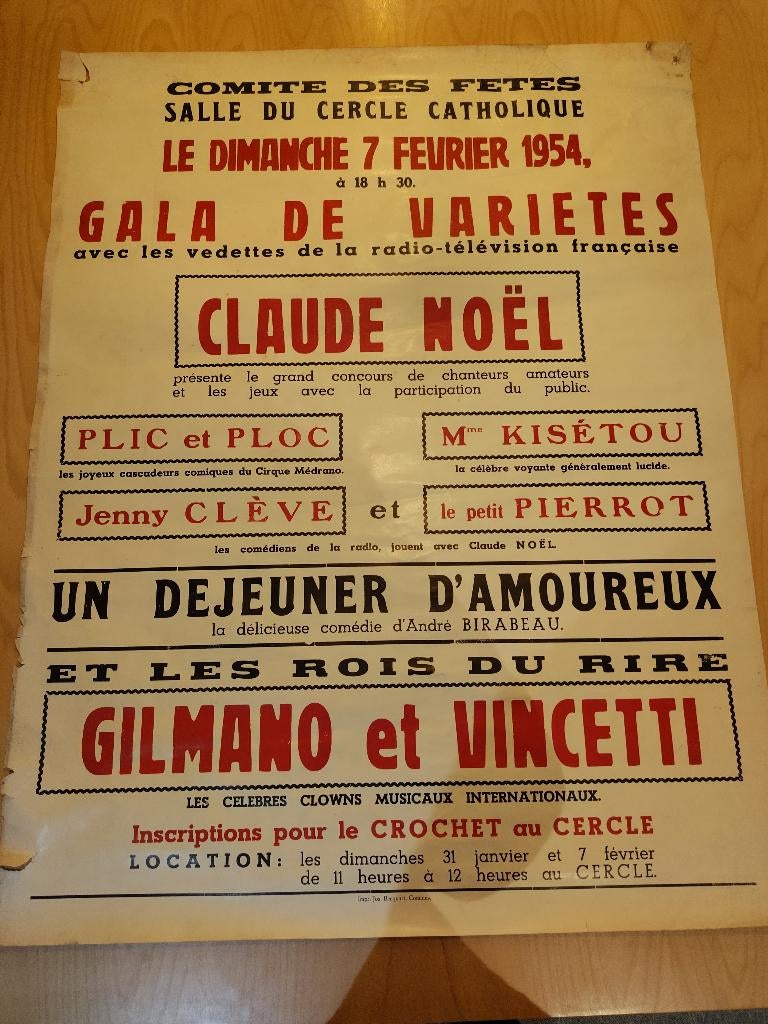 COMITE DES FETES
SALLE DU CERCLE CATHOLIQUE
LE DIMANCHE 7 FEVRIER 1954,
à 18 h 30.
GALA DE VARIETES
avec les vedettes de la radio-télévision française
CLAUDE NOËL
présente le grand concours de chanteurs amateurs
et les jeux avec la participation du public.
PLIC et PLOC
les joyeux cascadeurs comiques du Cirque Médrano.
Mme KISÉTOU
la célèbre voyante généralement lucide.
Jenny CLÈVE et le petit PIERROT
les comédiens de la radio, jouent avec Claude NOËL
UN DEJEUNER D'AMOUREUX
la délicieuse comédie d'André BIRABEAU.
ET LES ROIS DU RIRE
GILMANO et VINCETTI
LES CELEBRES CLOWNS MUSICAUX INTERNATIONAUX.
Inscriptions pour le CROCHET au CERCLE
LOCATION: les dimanches 31 janvier et 7 février
de 11 heures à 12 heures au CERCLE.
Impr. Jos.